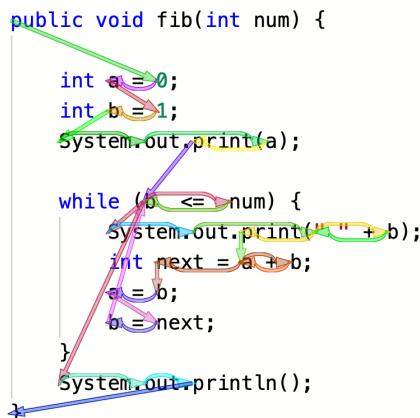 public void fib(int num) {
int a = 0;
int b = 1;
System.out.print(a);
while (b <= num) {
System.out.print(" " + b);
int next = a + b;
a = b;
b = next;
}
System.out.println();
}